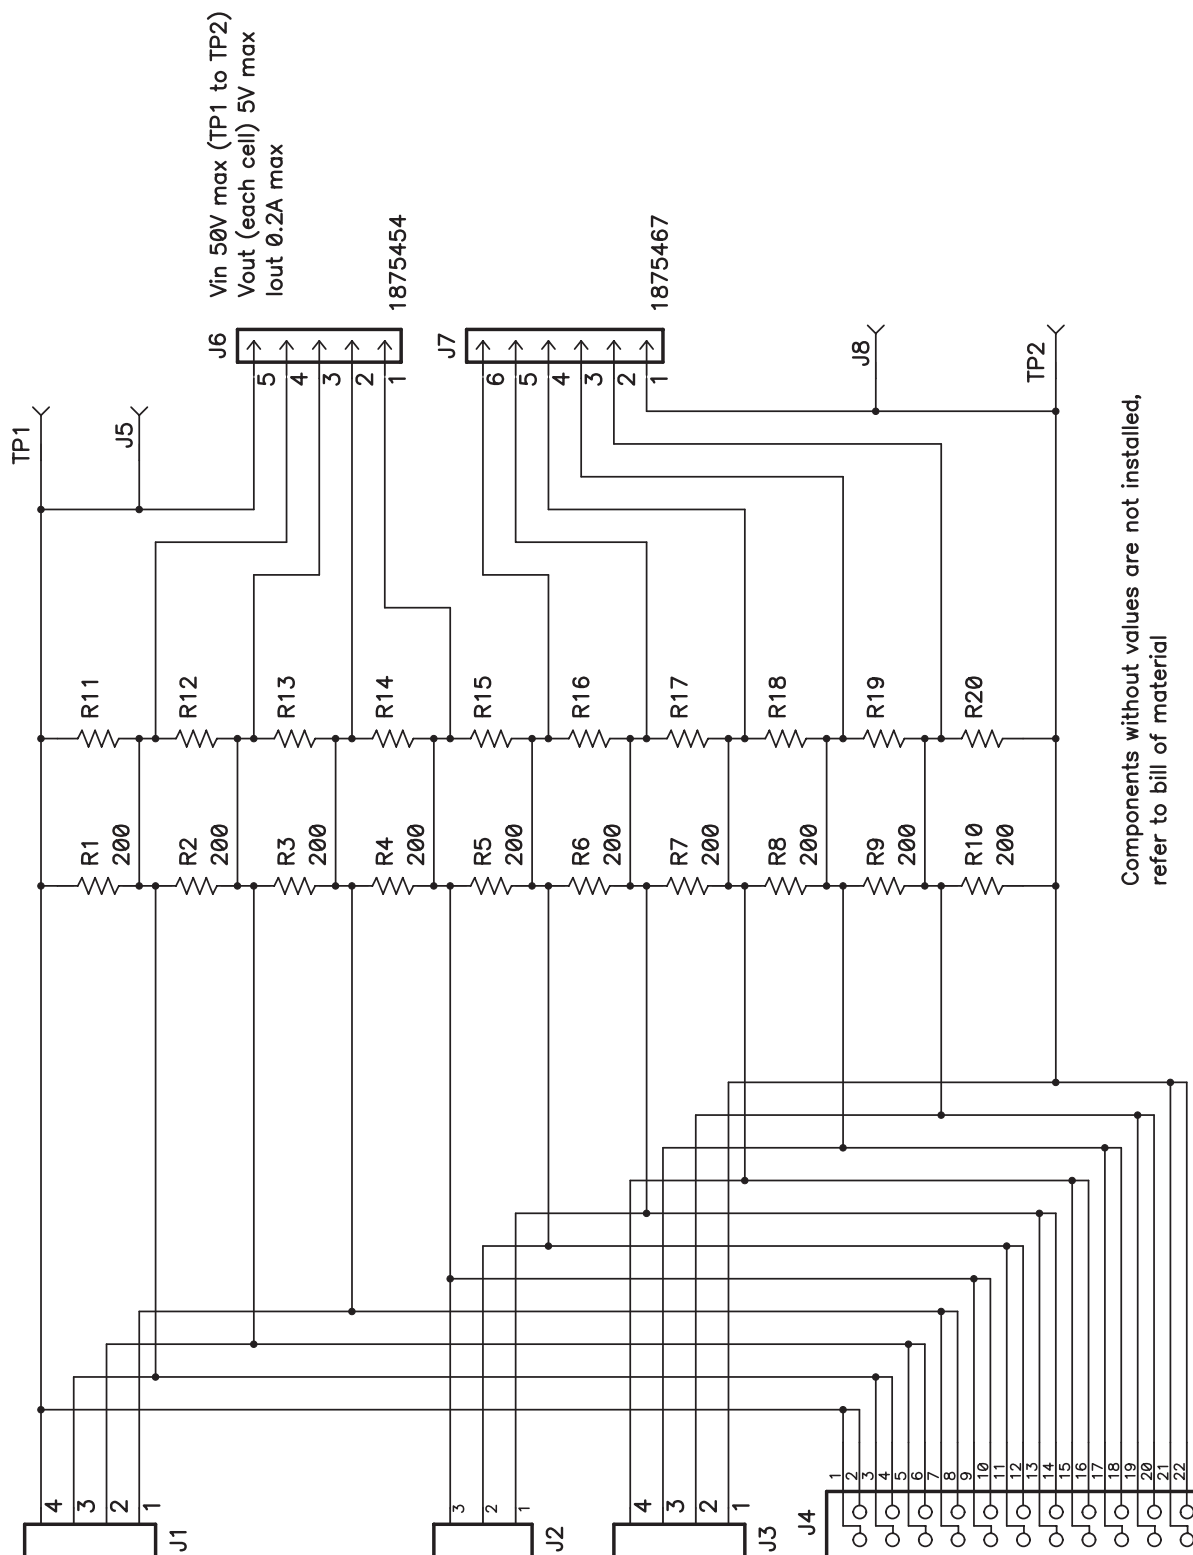 Vin 50V max (TP1 to TP2)
Vout (each cell) 5V max
Iout 0.2A max
TP1
J5
J6
5
4
3
2
1
1875454
J7
6
5
4
3
2
1
1875467
J8
TP2
R11
R12
R13
R14
R15
R16
R17
R18
R19
R20
R1
200
R2
200
R3
200
R4
200
R5
200
R6
200
R7
200
R8
200
R9
200
R10
200
Components without values are not installed,
refer to bill of material
4
3
2
1
J1
3
2
1
J2
4
3
2
1
J3
J4
1
2
3
4
5
6
7
8
9
10
11
12
13
14
15
16
17
18
19
20
21
22